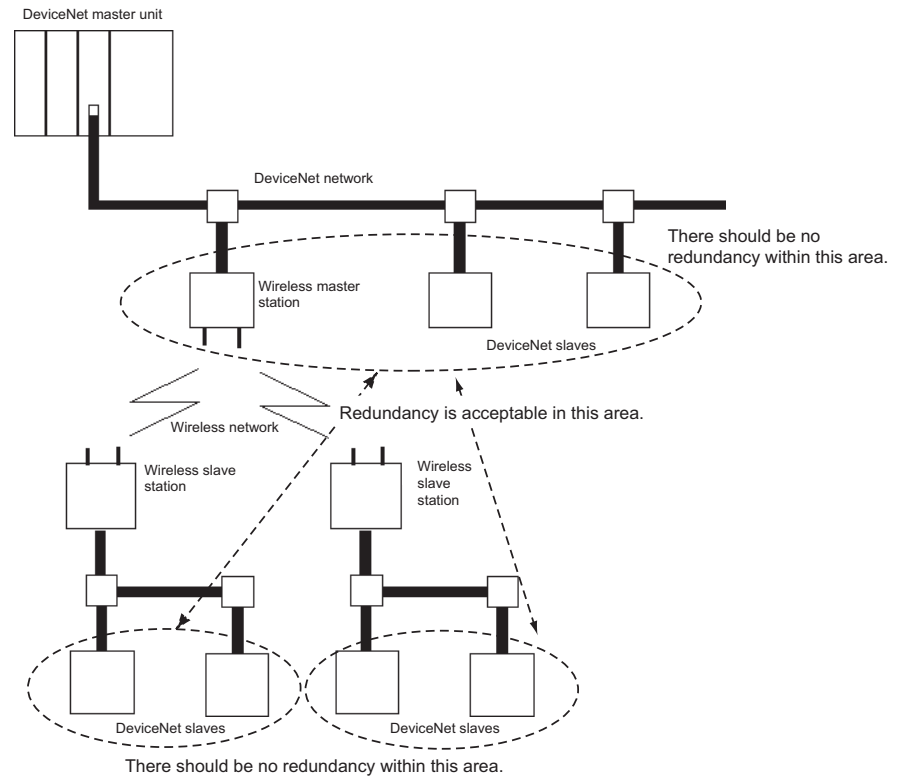 DeviceNet master unit
DeviceNet network
There should be no
redundancy within this area.
Wireless master
station
DeviceNet slaves
Redundancy is acceptable in this area.
Wireless network
Wireless slave
station
Wireless
slave
station
DeviceNet slaves
DeviceNet slaves
There should be no redundancy within this area.